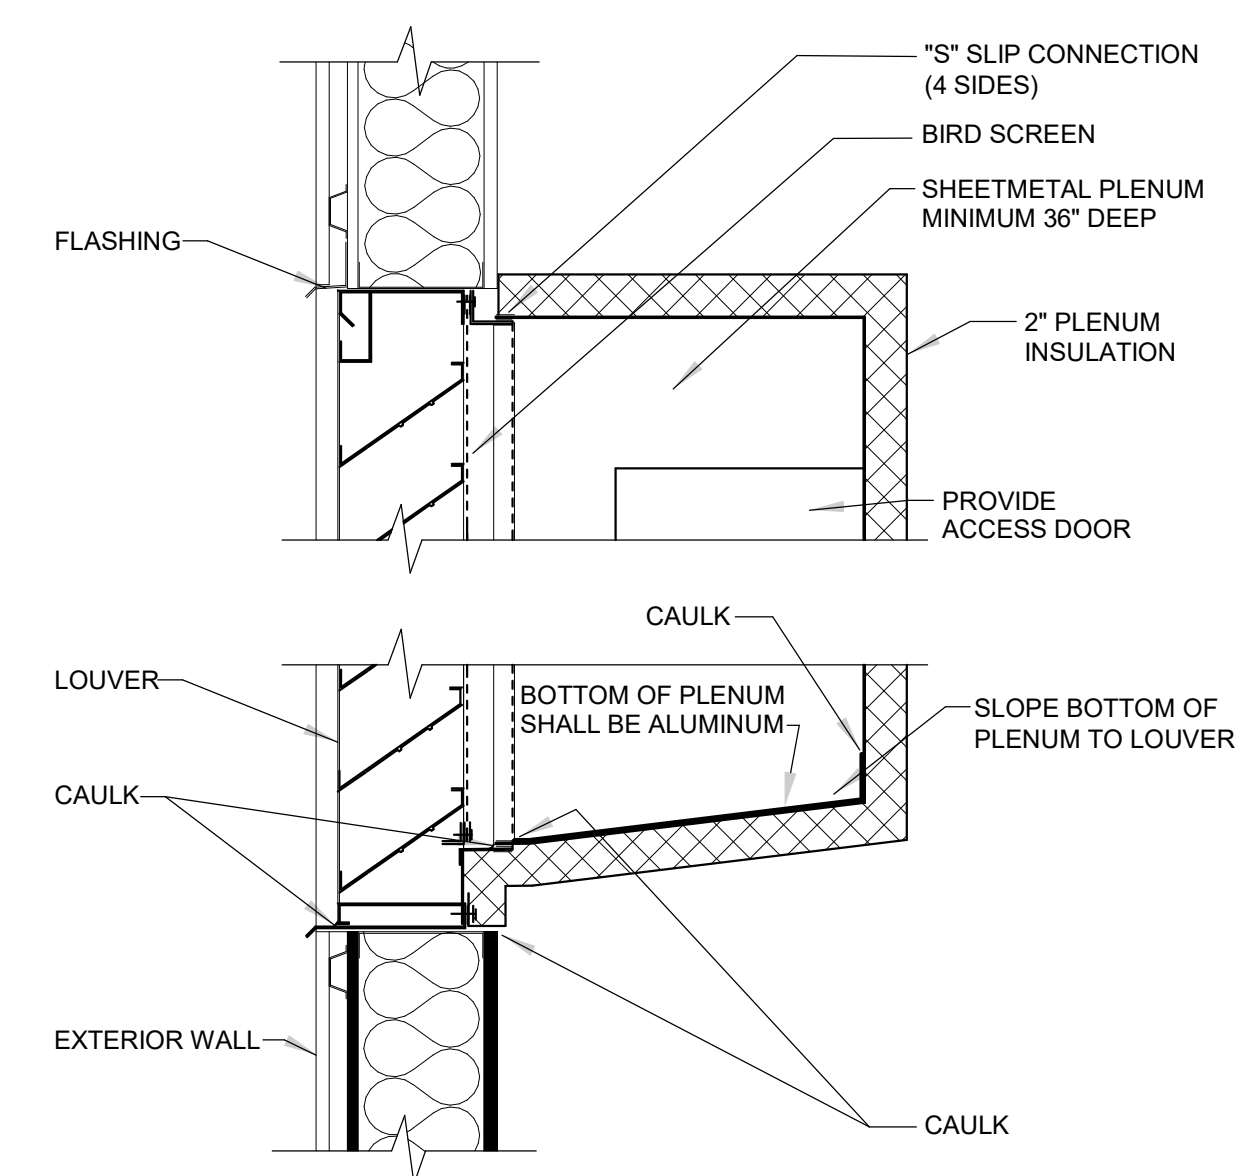 "S" SLIP CONNECTION
(4 SIDES)
BIRD SCREEN
SHEETMETAL PLENUM
MINIMUM 36" DEEP
FLASHING
2" PLENUM
INSULATION
PROVIDE
ACCESS DOOR
CAULK
LOUVER
BOTTOM OF PLENUM
SHALL BE ALUMINUM
SLOPE BOTTOM OF
PLENUM TO LOUVER
CAULK
EXTERIOR WALL
CAULK